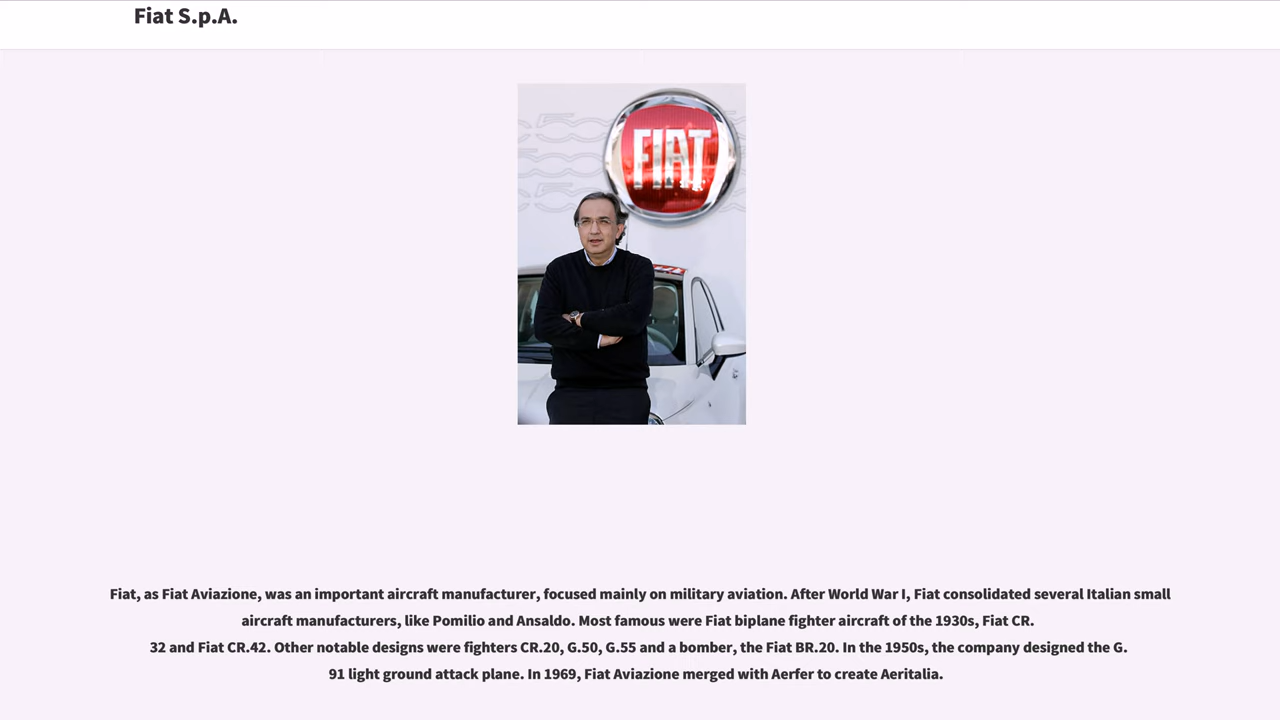 Fiat S.p.A.
FIAT
Fiat, as Fiat Aviazione, was an important aircraft manufacturer, focused mainly on military aviation. After World War I, Fiat consolidated several Italian small
aircraft manufacturers, like Pomilio and Ansaldo. Most famous were Fiat biplane fighter aircraft of the 1930s, Fiat CR.
32 and Fiat CR.42. Other notable designs were fighters CR.20, G.50, G.55 and a bomber, the Fiat BR.20. In the 1950s, the company designed the G.
91 light ground attack plane. In 1969, Fiat Aviazione merged with Aerfer to create Aeritalia.